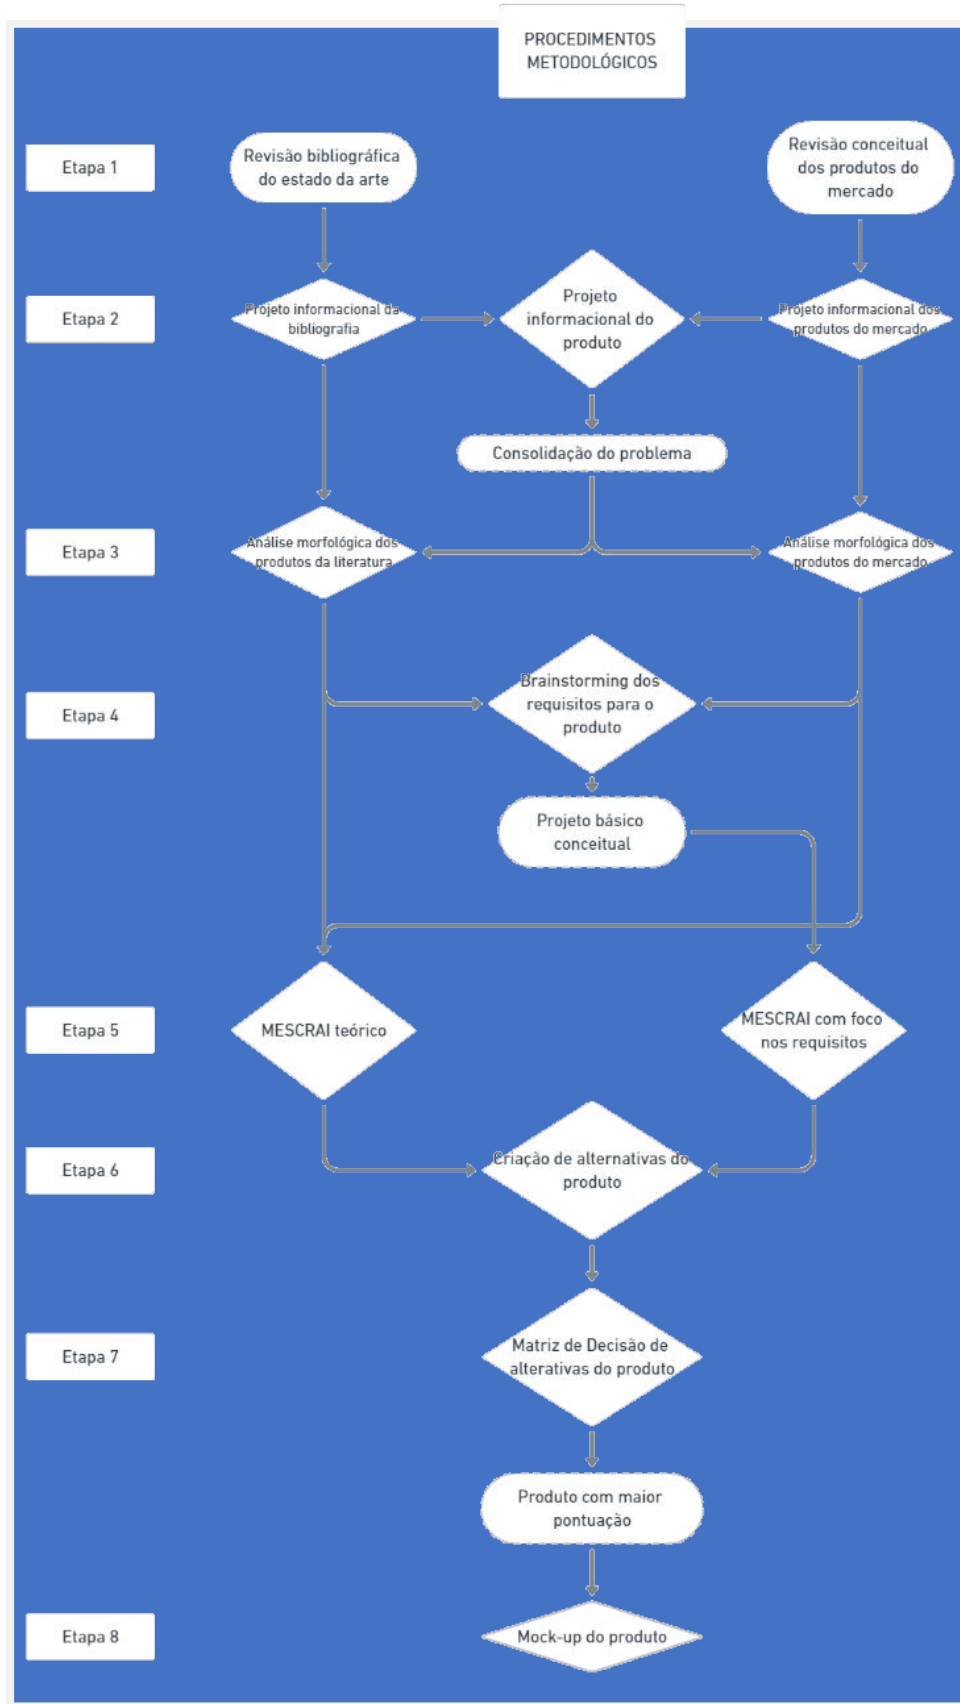 PROCEDIMENTOS
METODOLÓGICOS
Etapa 1
Revisão bibliográfica
do estado da arte
Revisão conceitual
dos produtos do
mercado
Etapa 2
Projeto informacional da
bibliografia
Projeto
informacional do
produto
Projeto informacional dos
produtos do mercado
Consolidação do problema
Etapa 3
Análise morfológica dos
produtos da literatura
Análise morfológica dos
produtos do mercado
Etapa 4
Brainstorming dos
requisitos para o
produto
Projeto básico
conceitual
Etapa 5
MESCRAI teórico
MESCRAI com foco
nos requisitos
Etapa 6
Criação de alternativas do
produto
Etapa 7
Matriz de Decisão de
alterativas do produto
Produto com maior
pontuação
Etapa 8
Mock-up do produto